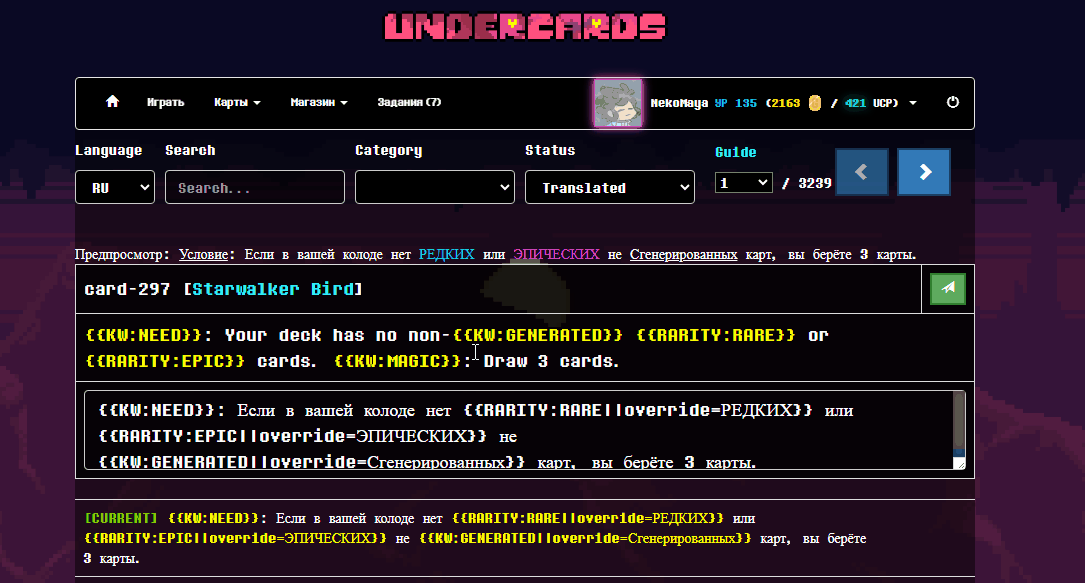 UNDERCARDS
Играть Карты Магазин Задания (7) NekoMaya УР 135 (2163 / 421 UCP)
Language Search Category Status Guide
RU Search... Translated 1 / 3239
Предпросмотр: Условие: Если в вашей колоде нет РЕДКИХ или ЭПИЧЕСКИХ не Сгенерированных карт, вы берёте 3 карты.
card-297 [Starwalker Bird]
{{KW:NEED}}: Your deck has no non-{{KW:GENERATED}} {{RARITY:RARE}} or
{{RARITY:EPIC}} cards. {{KW:MAGIC}}: Draw 3 cards.
{{KW:NEED}}: Если в вашей колоде нет {{RARITY:RARE||override=РЕДКИХ}} или
{{RARITY:EPIC||override=ЭПИЧЕСКИХ}} не
{{KW:GENERATED||override=Сгенерированных}} карт, вы берёте 3 карты.
[CURRENT] {{KW:NEED}}: Если в вашей колоде нет {{RARITY:RARE||override=РЕДКИХ}} или
{{RARITY:EPIC||override=ЭПИЧЕСКИХ}} не {{KW:GENERATED||override=Сгенерированных}} карт, вы берёте
3 карты.